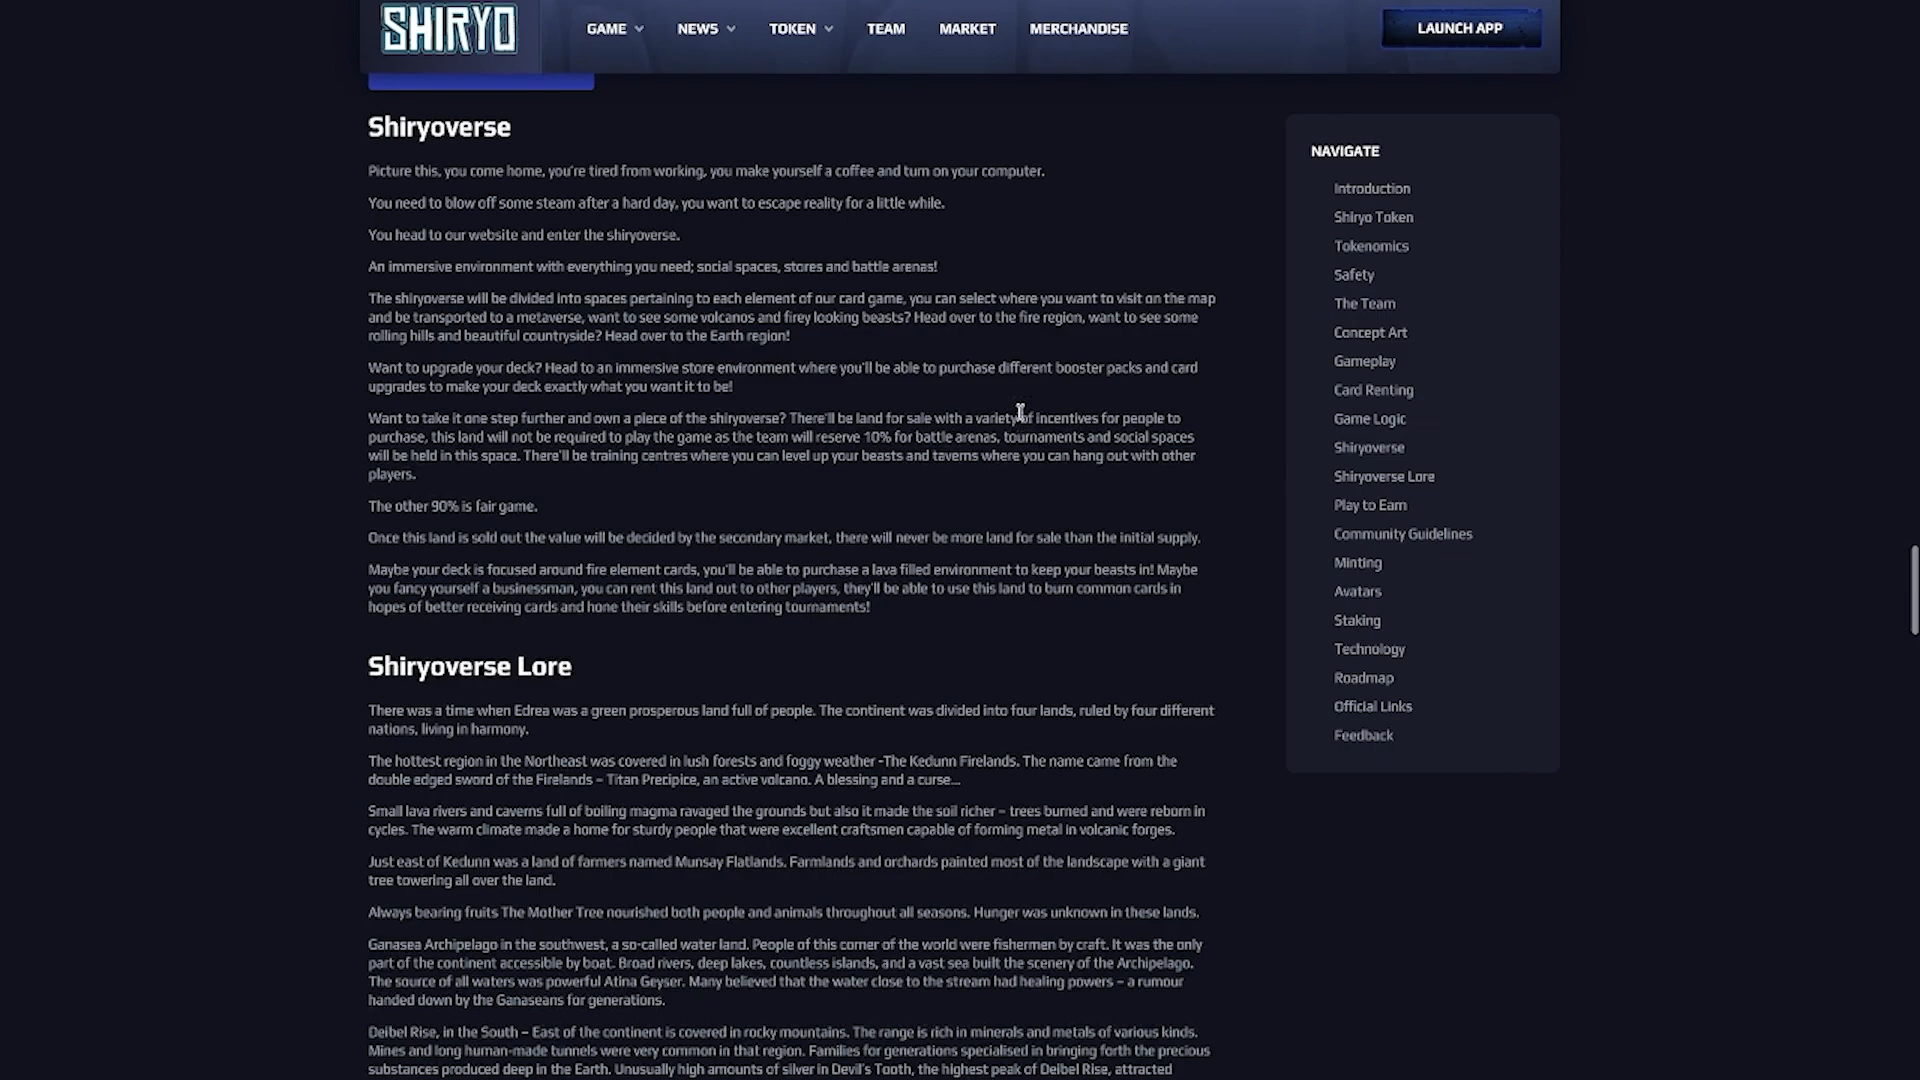 SHIRYO
GAME
NEWS
TOKEN
TEAM
MARKET
MERCHANDISE
LAUNCH APP
Shiryoverse
Picture this, you come home, you're tired from working, you make yourself a coffee and turn on your computer.
You need to blow off some steam after a hard day, you want to escape reality for a little while.
You head to our website and enter the shiryoverse.
An immersive environment with everything you need; social spaces, stores and battle arenas!
The shiryoverse will be divided into spaces pertaining to each element of our card game, you can select where you want to visit on the map
and be transported to a metaverse, want to see some volcanos and firey looking beasts? Head over to the fire region, want to see some
rolling hills and beautiful countryside? Head over to the Earth region!
Want to upgrade your deck? Head to an immersive store environment where you'll be able to purchase different booster packs and card
upgrades to make your deck exactly what you want it to be!
Want to take it one step further and own a piece of the shiryoverse? There'll be land for sale with a variety of incentives for people to
purchase, this land will not be required to play the game as the team will reserve 10% for battle arenas, tournaments and social spaces
will be held in this space. There'll be training centres where you can level up your beasts and taverns where you can hang out with other
players.
The other 90% is fair game.
Once this land is sold out the value will be decided by the secondary market, there will never be more land for sale than the initial supply.
Maybe your deck is focused around fire element cards, you'll be able to purchase a lava filled environment to keep your beasts in! Maybe
you fancy yourself a businessman, you can rent this land out to other players, they'll be able to use this land to burn common cards in
hopes of better receiving cards and hone their skills before entering tournaments!
Shiryoverse Lore
There was a time when Edrea was a green prosperous land full of people. The continent was divided into four lands, ruled by four different
nations, living in harmony.
The hottest region in the Northeast was covered in lush forests and foggy weather -The Kedunn Firelands. The name came from the
double edged sword of the Firelands – Titan Precipice, an active volcano. A blessing and a curse…
Small lava rivers and caverns full of boiling magma ravaged the grounds but also it made the soil richer – trees burned and were reborn in
cycles. The warm climate made a home for sturdy people that were excellent craftsmen capable of forming metal in volcanic forges.
Just east of Kedunn was a land of farmers named Munsay Flatlands. Farmlands and orchards painted most of the landscape with a giant
tree towering all over the land.
Always bearing fruits The Mother Tree nourished both people and animals throughout all seasons. Hunger was unknown in these lands.
Ganasea Archipelago in the southwest, a so-called water land. People of this corner of the world were fishermen by craft. It was the only
part of the continent accessible by boat. Broad rivers, deep lakes, countless islands, and a vast sea built the scenery of the Archipelago.
The source of all waters was powerful Atina Geyser. Many believed that the water close to the stream had healing powers – a rumour
handed down by the Ganaseans for generations.
Deibel Rise, in the South – East of the continent is covered in rocky mountains. The range is rich in minerals and metals of various kinds.
Mines and long human-made tunnels were very common in that region. Families for generations specialised in bringing forth the precious
substances produced deep in the Earth. Unusually high amounts of silver in Devil's Tooth, the highest peak of Deibel Rise, attracted
NAVIGATE
Introduction
Shiryo Token
Tokenomics
Safety
The Team
Concept Art
Gameplay
Card Renting
Game Logic
Shiryoverse
Shiryoverse Lore
Play to Earn
Community Guidelines
Minting
Avatars
Staking
Technology
Roadmap
Official Links
Feedback